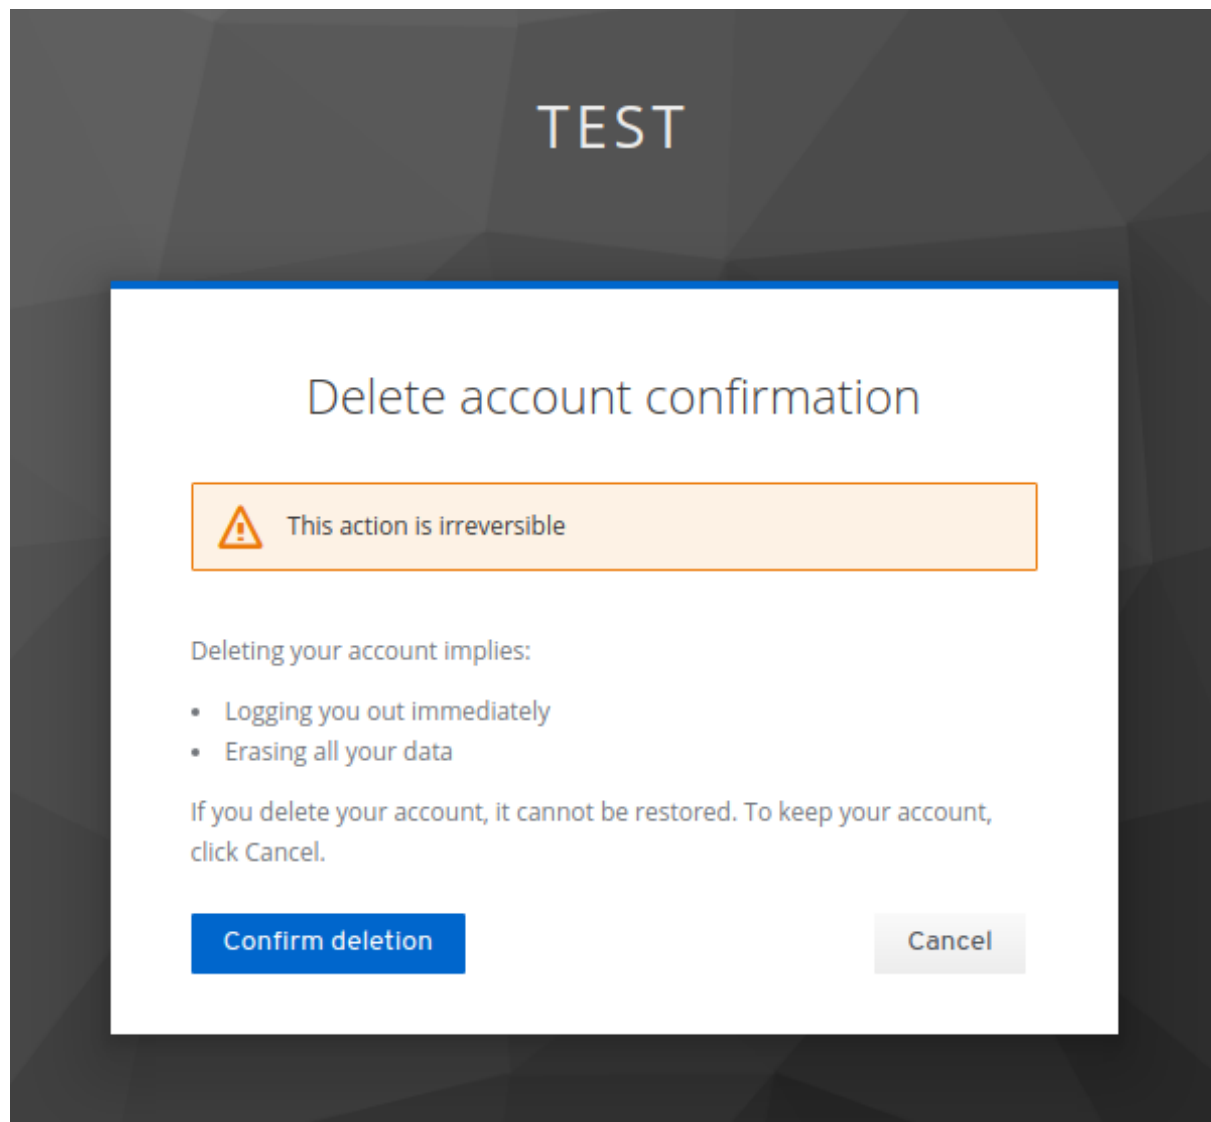 TEST
Delete account confirmation
This action is irreversible
Deleting your account implies:
• Logging you out immediately
• Erasing all your data
If you delete your account, it cannot be restored. To keep your account,
click Cancel.
Confirm deletion
Cancel